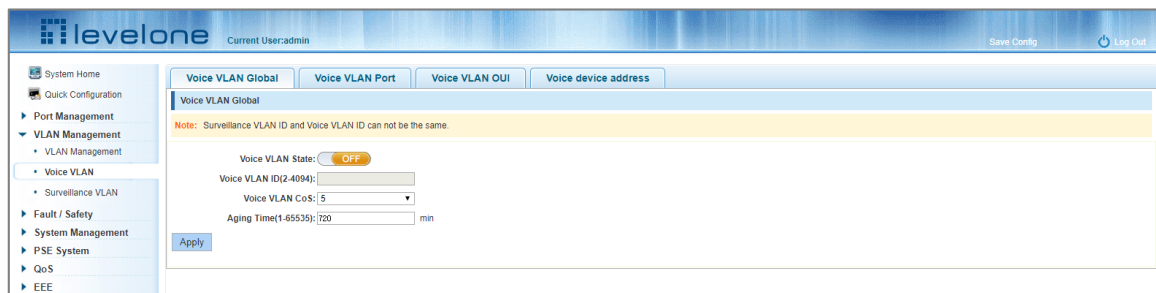 levelone
Current User:admin
Save Config
Log Out
System Home
Quick Configuration
Port Management
VLAN Management
VLAN Management
Voice VLAN
Surveillance VLAN
Fault / Safety
System Management
PSE System
QoS
EEE
Voice VLAN Global
Voice VLAN Port
Voice VLAN OUI
Voice device address
Voice VLAN Global
Note: Surveillance VLAN ID and Voice VLAN ID can not be the same.
Voice VLAN State: OFF
Voice VLAN ID(2-4094):
Voice VLAN CoS: 5
Aging Time(1-65535): 720 min
Apply